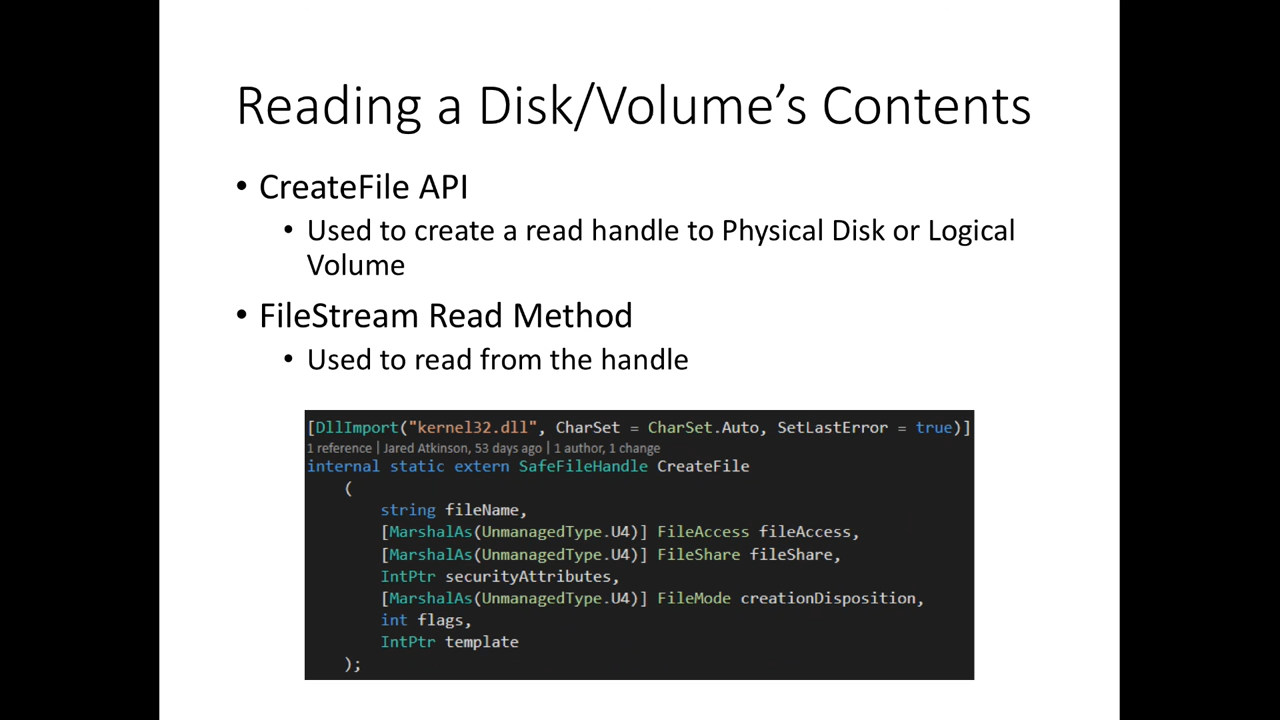 Reading a Disk/Volume’s Contents
• CreateFile API
• Used to create a read handle to Physical Disk or Logical
Volume
• FileStream Read Method
• Used to read from the handle
[DllImport("kernel32.dll", CharSet = CharSet.Auto, SetLastError = true)]
1 reference | Jared Atkinson, 53 days ago | 1 author, 1 change
internal static extern SafeFileHandle CreateFile
(
string fileName,
[MarshalAs(UnmanagedType.U4)] FileAccess fileAccess,
[MarshalAs(UnmanagedType.U4)] FileShare fileShare,
IntPtr securityAttributes,
[MarshalAs(UnmanagedType.U4)] FileMode creationDisposition,
int flags,
IntPtr template
);